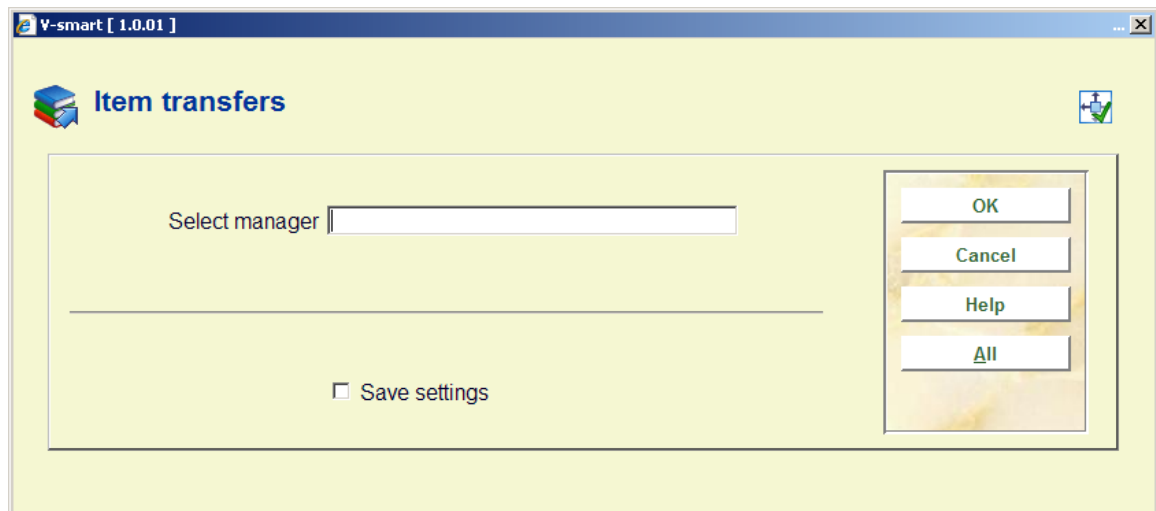 V-smart [ 1.0.01 ] ...
Item transfers
Select manager
OK
Cancel
Help
All
Save settings